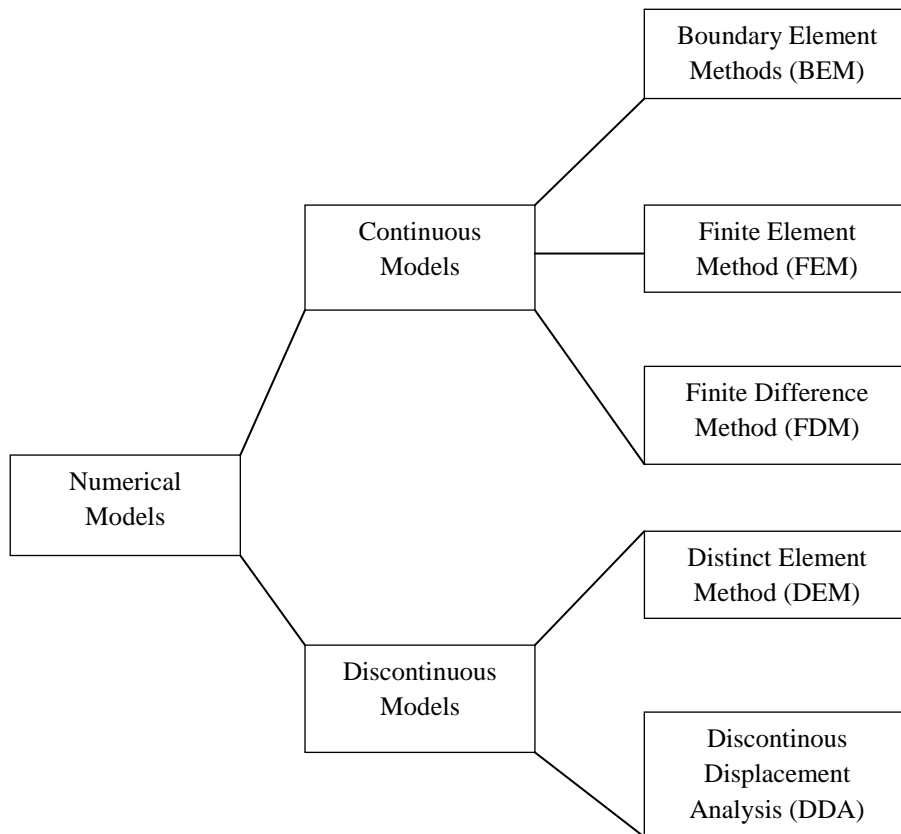 Boundary Element
Methods (BEM)
Continuous
Models
Finite Element
Method (FEM)
Finite Difference
Method (FDM)
Numerical
Models
Distinct Element
Method (DEM)
Discontinuous
Models
Discontinous
Displacement
Analysis (DDA)